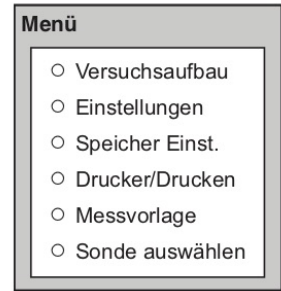 Menü
Versuchsaufbau
Einstellungen
Speicher Einst.
Drucker/Drucken
Messvorlage
Sonde auswählen